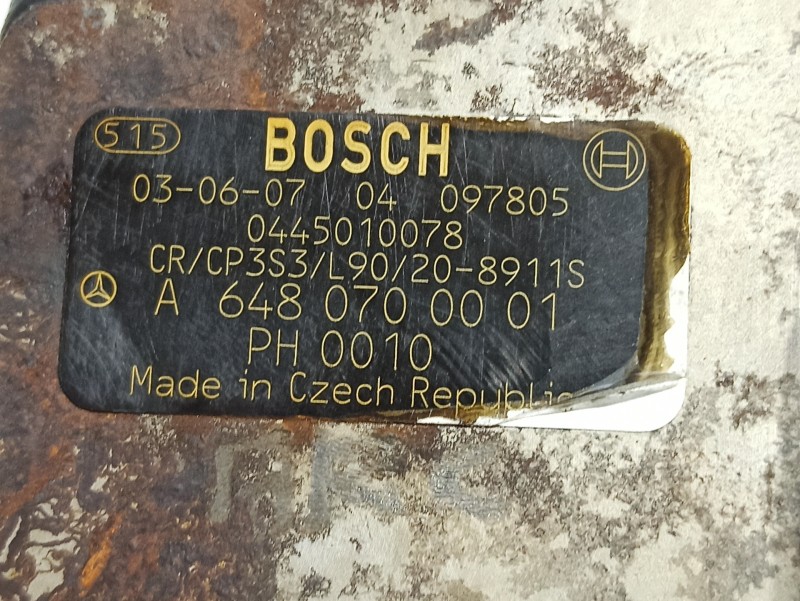 515
BOSCH
03-06-07 04 097805
0445010078
CR/CP3S3/L90/20-8911S
A 648 070 00 01
PH 0010
Made in Czech Republic